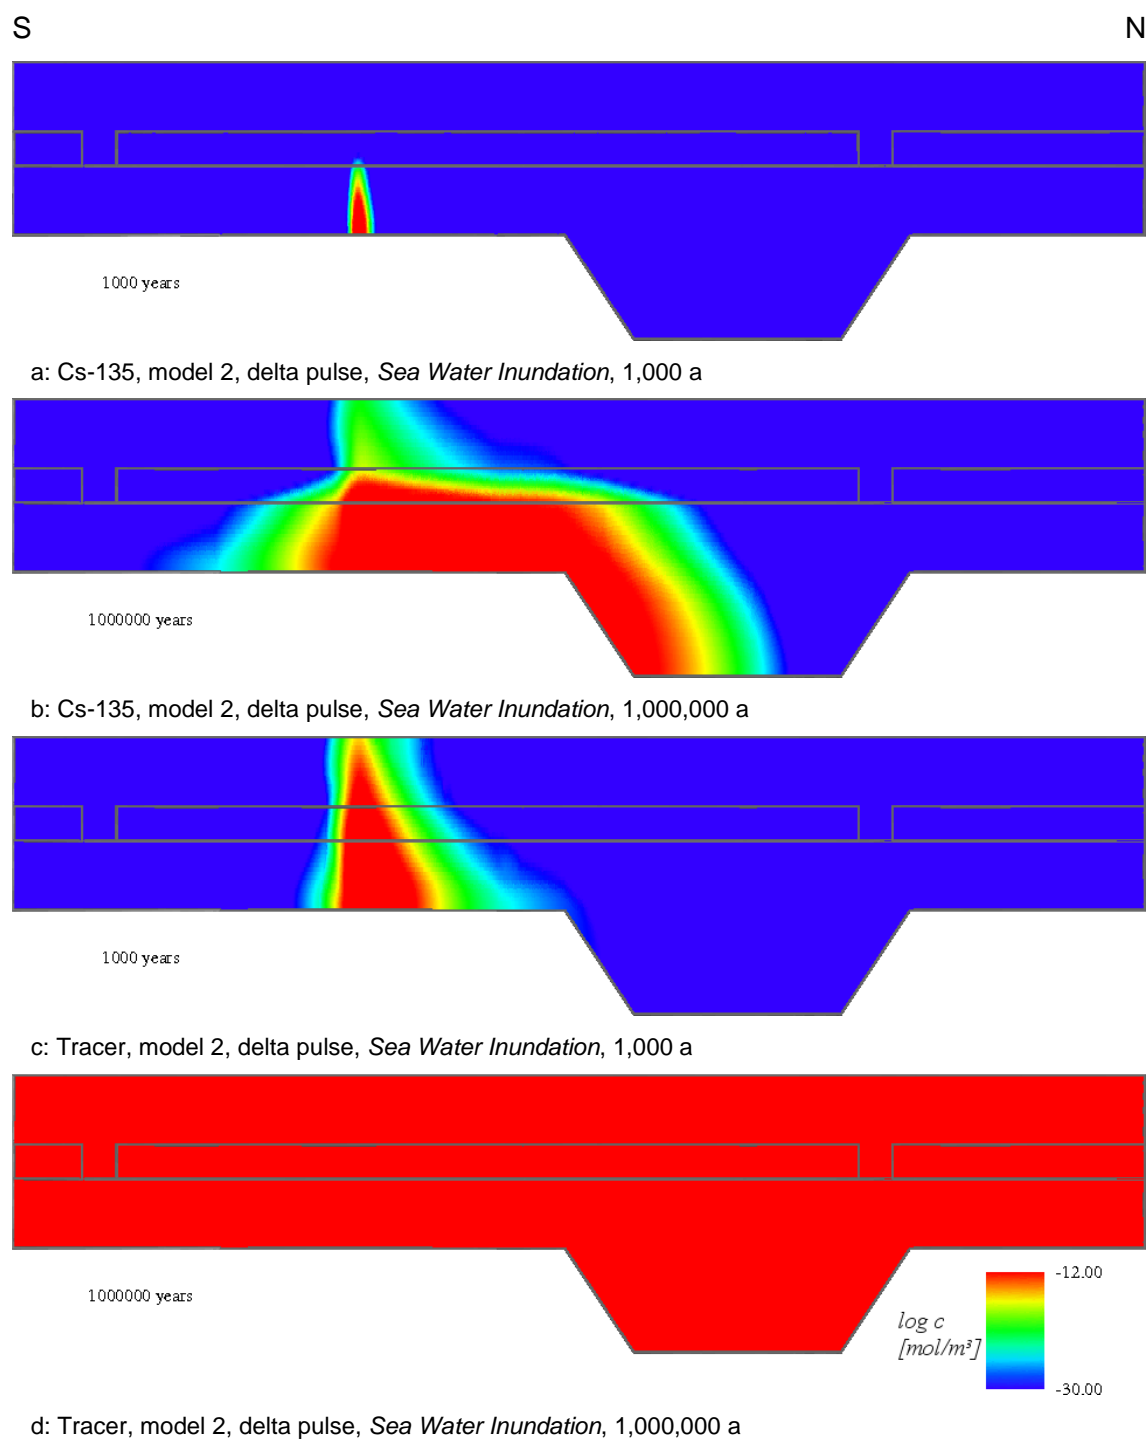 S N
1000 years
a: Cs-135, model 2, delta pulse, Sea Water Inundation, 1,000 a
1000000 years
b: Cs-135, model 2, delta pulse, Sea Water Inundation, 1,000,000 a
1000 years
c: Tracer, model 2, delta pulse, Sea Water Inundation, 1,000 a
1000000 years
-12.00
log c
[mol/m³]
-30.00
d: Tracer, model 2, delta pulse, Sea Water Inundation, 1,000,000 a